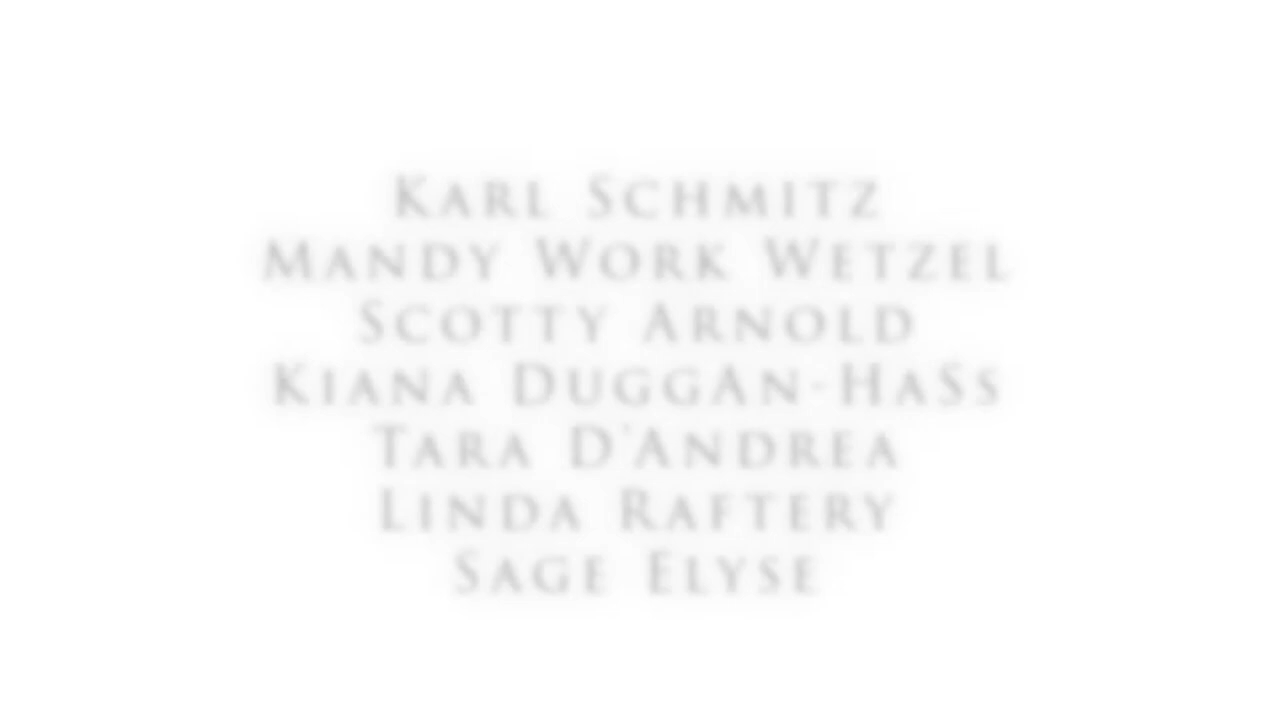 Karl Schmitz
Mandy Work Wetzel
Scotty Arnold
Kiana DuggAn-HaSs
Tara D'Andrea
Linda Raftery
Sage Elyse